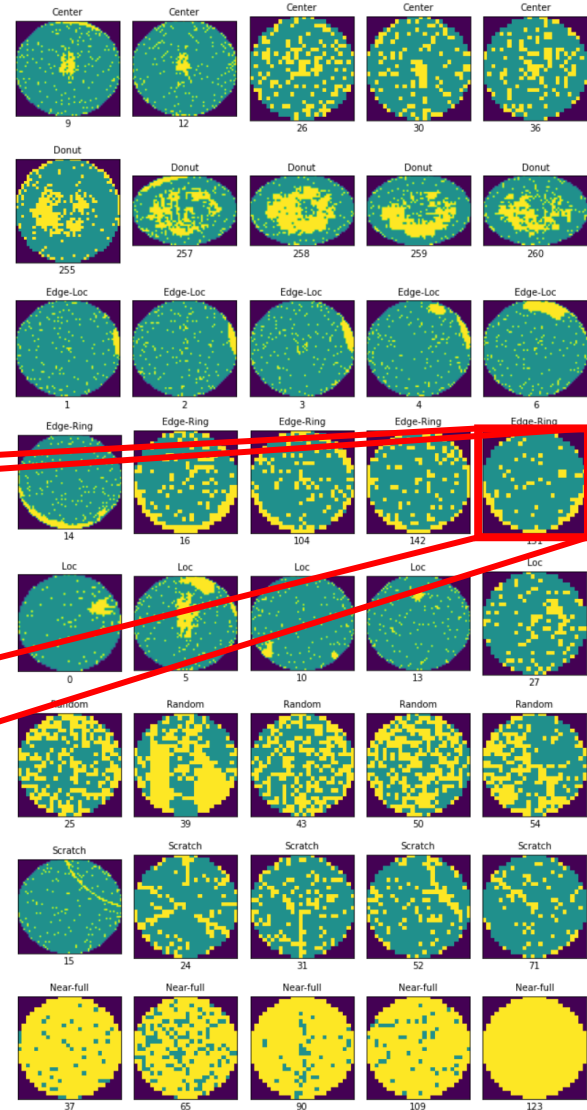 Center Center Center Center Center
9 12 26 30 36
Donut Donut Donut Donut Donut
255 257 258 259 260
Edge-Loc Edge-Loc Edge-Loc Edge-Loc Edge-Loc
1 2 3 4 6
Edge-Ring Edge-Ring Edge-Ring Edge-Ring Edge-Ring
14 16 104 142
Loc Loc Loc Loc Loc
0 5 10 13 27
Random Random Random Random Random
25 39 43 50 54
Scratch Scratch Scratch Scratch Scratch
15 24 31 52 71
Near-full Near-full Near-full Near-full Near-full
37 65 90 109 123